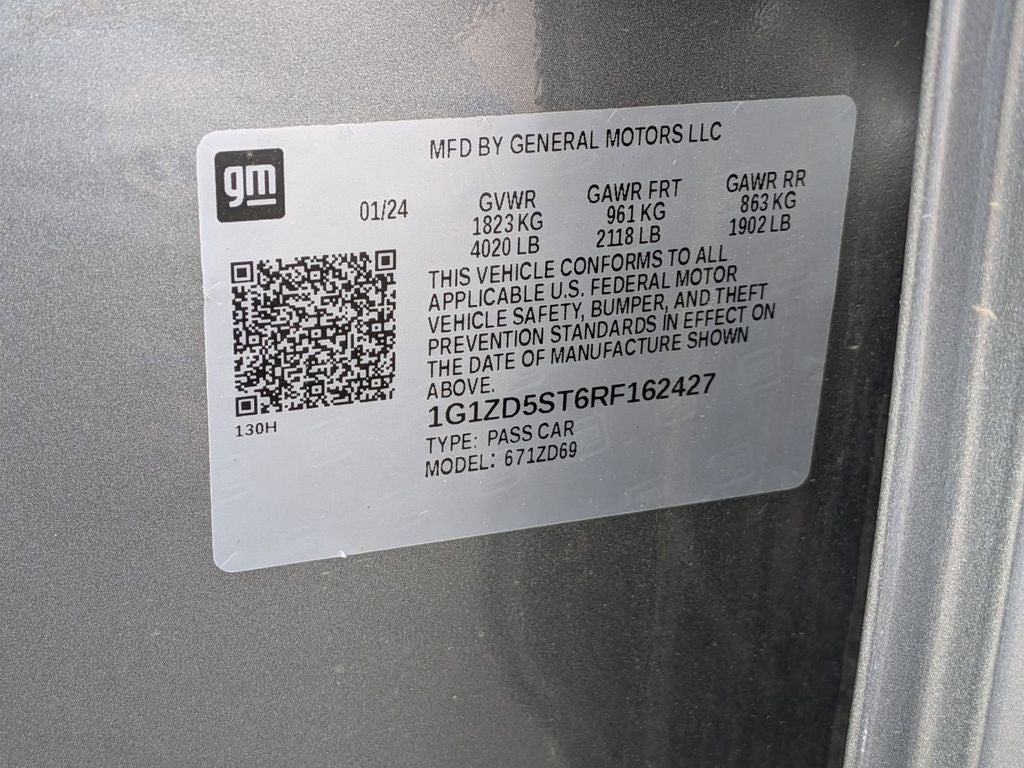 MFD BY GENERAL MOTORS LLC
gm
01/24
GVWR GAWR FRT GAWR RR
1823 KG 961 KG 863 KG
4020 LB 2118 LB 1902 LB
THIS VEHICLE CONFORMS TO ALL
APPLICABLE U.S. FEDERAL MOTOR
VEHICLE SAFETY, BUMPER, AND THEFT
PREVENTION STANDARDS IN EFFECT ON
THE DATE OF MANUFACTURE SHOWN
ABOVE.
1G1ZD5ST6RF162427
130H
TYPE: PASS CAR
MODEL: 671ZD69